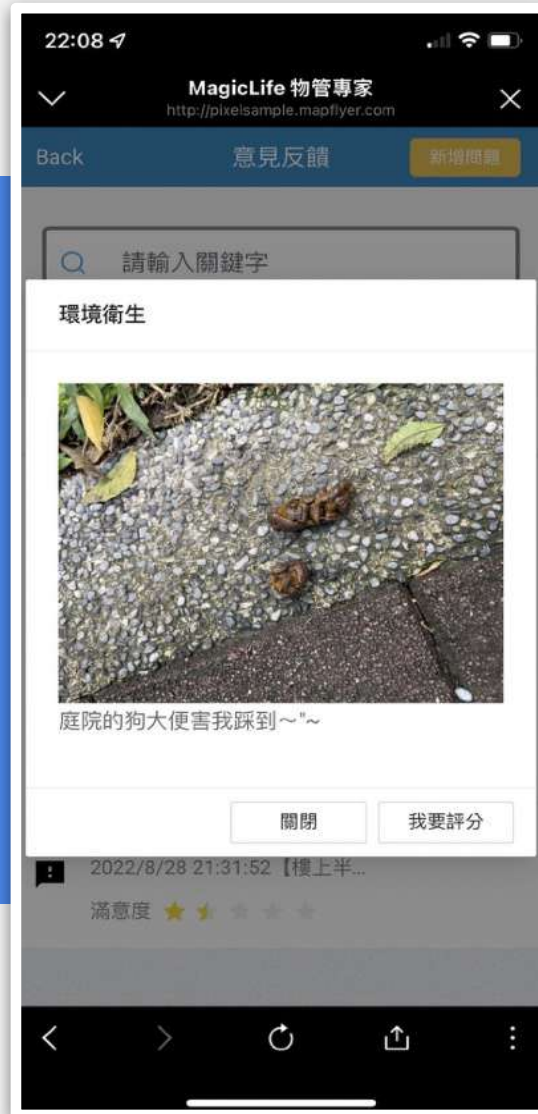 22:08
MagicLife 物管專家
http://pixelsample.mapflyer.com
Back
意見反饋
新增問題
請輸入關鍵字
環境衛生
庭院的狗大便害我踩到～"~
關閉
我要評分
2022/8/28 21:31:52【樓上半...
滿意度